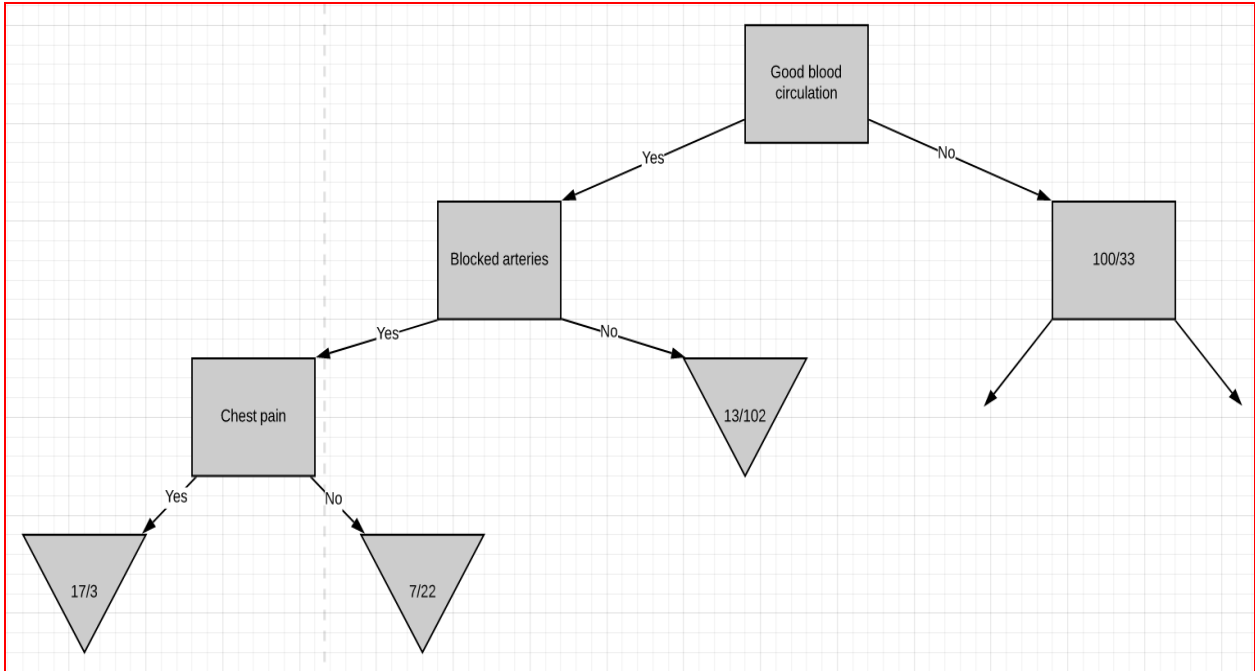 Good blood
circulation
Yes
No
Blocked arteries
100/33
Yes
No
Chest pain
13/102
Yes
No
17/3
7/22